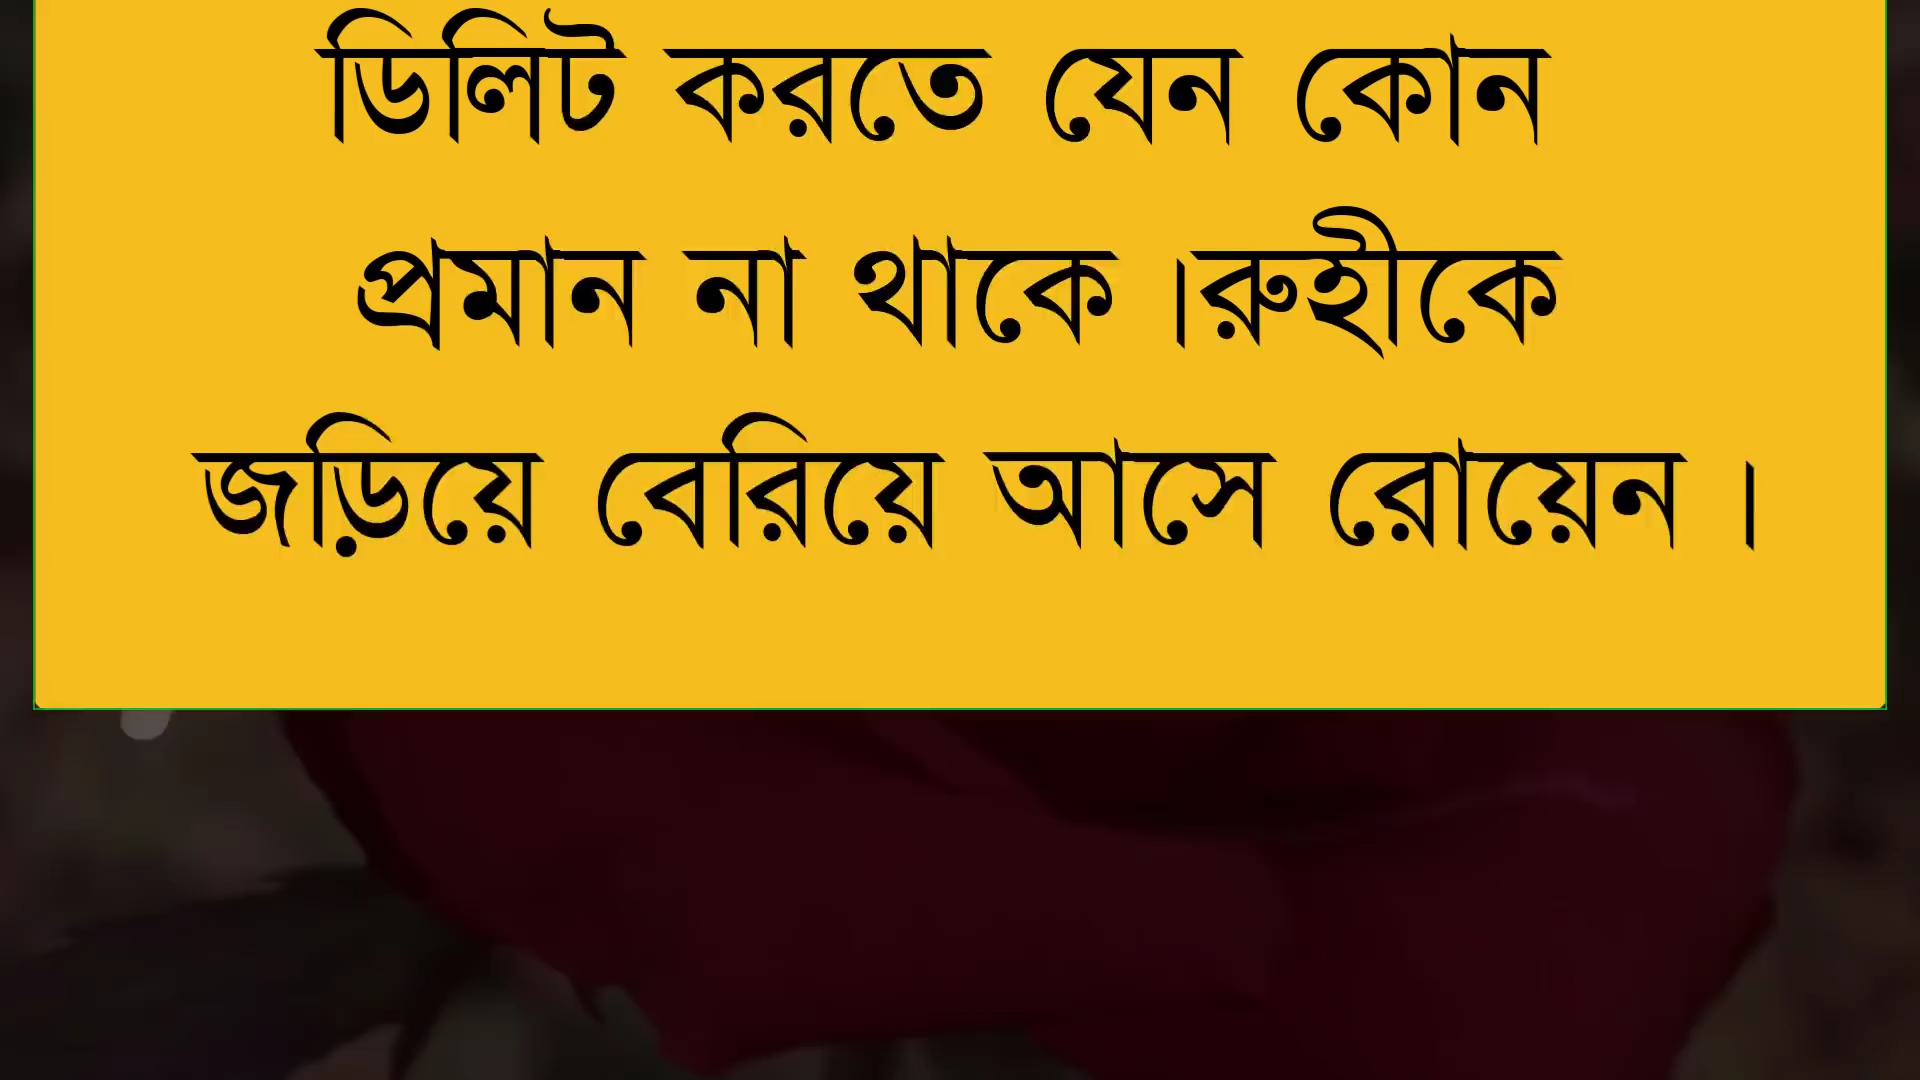 ডিলিট করতে যেন কোন
প্রমান না থাকে ।রুহীকে
জড়িয়ে বেরিয়ে আসে রোয়েন ।